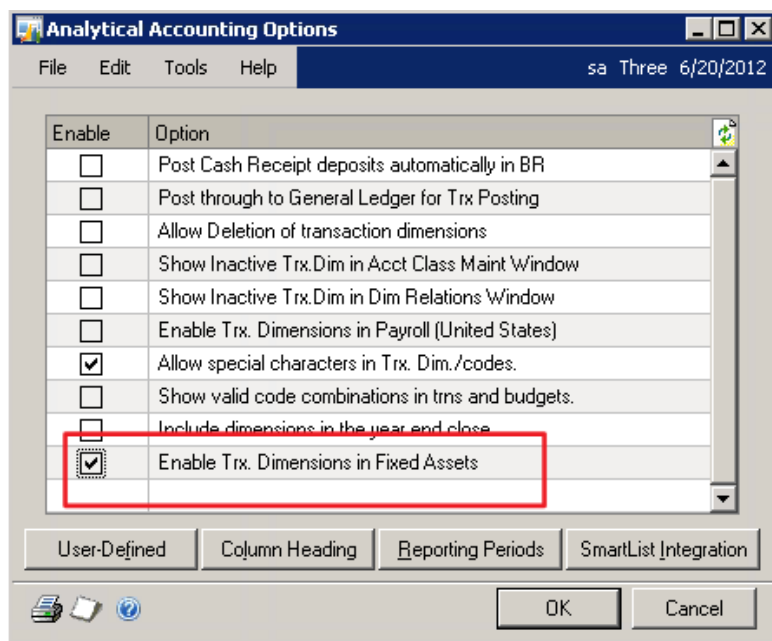 Analytical Accounting Options
File Edit Tools Help sa Three 6/20/2012
Enable Option
Post Cash Receipt deposits automatically in BR
Post through to General Ledger for Trx Posting
Allow Deletion of transaction dimensions
Show Inactive Trx.Dim in Acct Class Maint Window
Show Inactive Trx.Dim in Dim Relations Window
Enable Trx. Dimensions in Payroll (United States)
Allow special characters in Trx. Dim./codes.
Show valid code combinations in trns and budgets.
Include dimensions in the year end close
Enable Trx. Dimensions in Fixed Assets
User-Defined Column Heading Reporting Periods SmartList Integration
OK Cancel